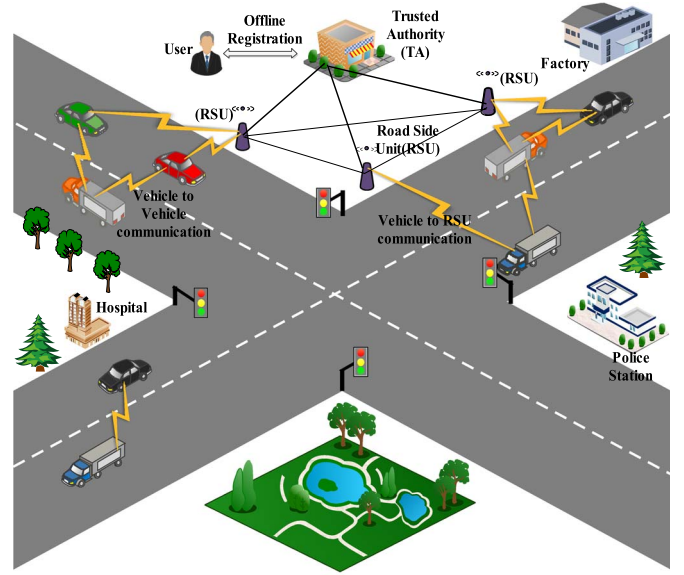 Offline
Registration
User
Trusted
Authority
(TA)
Factory
(RSU)
(RSU)
Road Side
Unit(RSU)
Vehicle to
Vehicle
communication
Vehicle to RSU
communication
Hospital
Police
Station